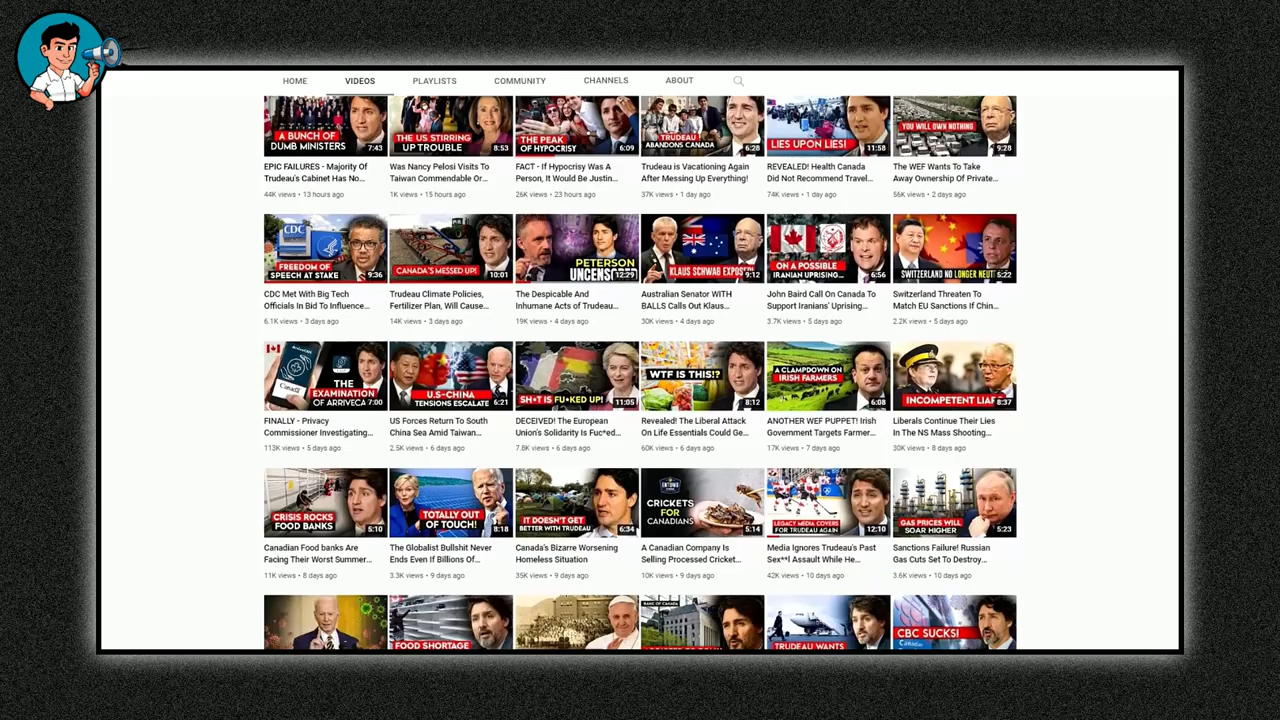 HOME VIDEOS PLAYLISTS COMMUNITY CHANNELS ABOUT
A BUNCH OF
DUMB MINISTERS
7:43
THE US STIRRING
UP TROUBLE
8:53
THE PEAK
OF HYPOCRISY
6:09
TRUDEAU
ABANDONS CANADA
6:28
LIES UPON LIES!
11:58
YOU WILL OWN NOTHING
9:28
EPIC FAILURES - Majority Of
Trudeau's Cabinet Has No...
44K views • 13 hours ago
Was Nancy Pelosi Visits To
Taiwan Commendable Or...
1K views • 15 hours ago
FACT - If Hypocrisy Was A
Person, It Would Be Justin...
26K views • 23 hours ago
Trudeau is Vacationing Again
After Messing Up Everything!
37K views • 1 day ago
REVEALED! Health Canada
Did Not Recommend Travel...
74K views • 1 day ago
The WEF Wants To Take
Away Ownership Of Private...
56K views • 2 days ago
CDC
FREEDOM OF
SPEECH AT STAKE
9:36
CANADA'S MESSED UP!
10:01
PETERSON
UNCENSORED
12:29
KLAUS SCHWAB EXPOSED
9:12
ON A POSSIBLE
IRANIAN UPRISING...
6:56
SWITZERLAND NO LONGER NEUT
5:22
CDC Met With Big Tech
Officials In Bid To Influence...
6.1K views • 3 days ago
Trudeau Climate Policies,
Fertilizer Plan, Will Cause...
14K views • 3 days ago
The Despicable And
Inhumane Acts of Trudeau...
19K views • 4 days ago
Australian Senator WITH
BALLS Calls Out Klaus...
30K views • 4 days ago
John Baird Call On Canada To
Support Iranians' Uprising...
3.7K views • 5 days ago
Switzerland Threaten To
Match EU Sanctions If Chin...
2.2K views • 5 days ago
Canada
THE
EXAMINATION
OF ARRIVECA
7:00
U.S-CHINA
TENSIONS ESCALATE
6:21
SH*T IS FU*KED UP!
11:05
WTF IS THIS!?
8:12
A CLAMPDOWN ON
IRISH FARMERS
6:08
INCOMPETENT LIAR
8:37
FINALLY - Privacy
Commissioner Investigating...
113K views • 5 days ago
US Forces Return To South
China Sea Amid Taiwan...
2.5K views • 6 days ago
DECEIVED! The European
Union's Solidarity Is Fuc*ed...
7.8K views • 6 days ago
Revealed! The Liberal Attack
On Life Essentials Could Ge...
60K views • 6 days ago
ANOTHER WEF PUPPET! Irish
Government Targets Farmer...
17K views • 7 days ago
Liberals Continue Their Lies
In The NS Mass Shooting...
30K views • 8 days ago
CRISIS ROCKS
FOOD BANKS
5:10
TOTALLY OUT
OF TOUCH!
8:18
IT DOESN'T GET
BETTER WITH TRUDEAU
6:34
CRICKETS
FOR
CANADIANS
5:14
LEGACY MEDIA COVERS
FOR TRUDEAU AGAIN
12:10
GAS PRICES WILL
SOAR HIGHER
5:23
Canadian Food banks Are
Facing Their Worst Summer...
11K views • 8 days ago
The Globalist Bullshit Never
Ends Even If Billions Of...
3.3K views • 9 days ago
Canada's Bizarre Worsening
Homeless Situation
35K views • 9 days ago
A Canadian Company Is
Selling Processed Cricket...
10K views • 9 days ago
Media Ignores Trudeau's Past
Sex**l Assault While He...
42K views • 10 days ago
Sanctions Failure! Russian
Gas Cuts Set To Destroy...
3.6K views • 10 days ago
FOOD SHORTAGE
BANK OF CANADA
TRUDEAU WANTS
CBC SUCKS!